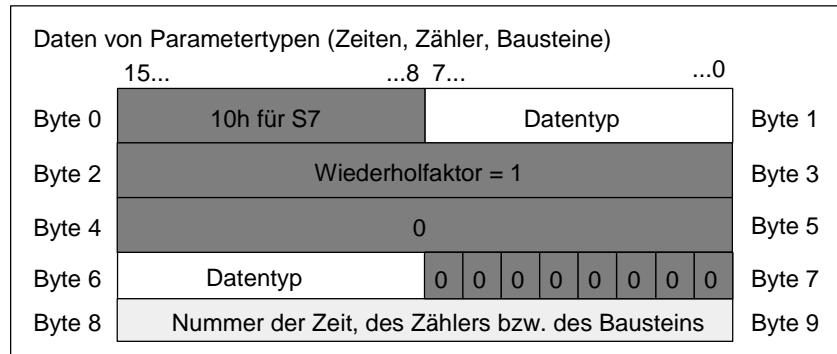 Daten von Parametertypen (Zeiten, Zähler, Bausteine)
15... ...8 7... ...0
Byte 0 10h für S7 Datentyp Byte 1
Byte 2 Wiederholfaktor = 1 Byte 3
Byte 4 0 Byte 5
Byte 6 Datentyp 0 0 0 0 0 0 0 0 Byte 7
Byte 8 Nummer der Zeit, des Zählers bzw. des Bausteins Byte 9